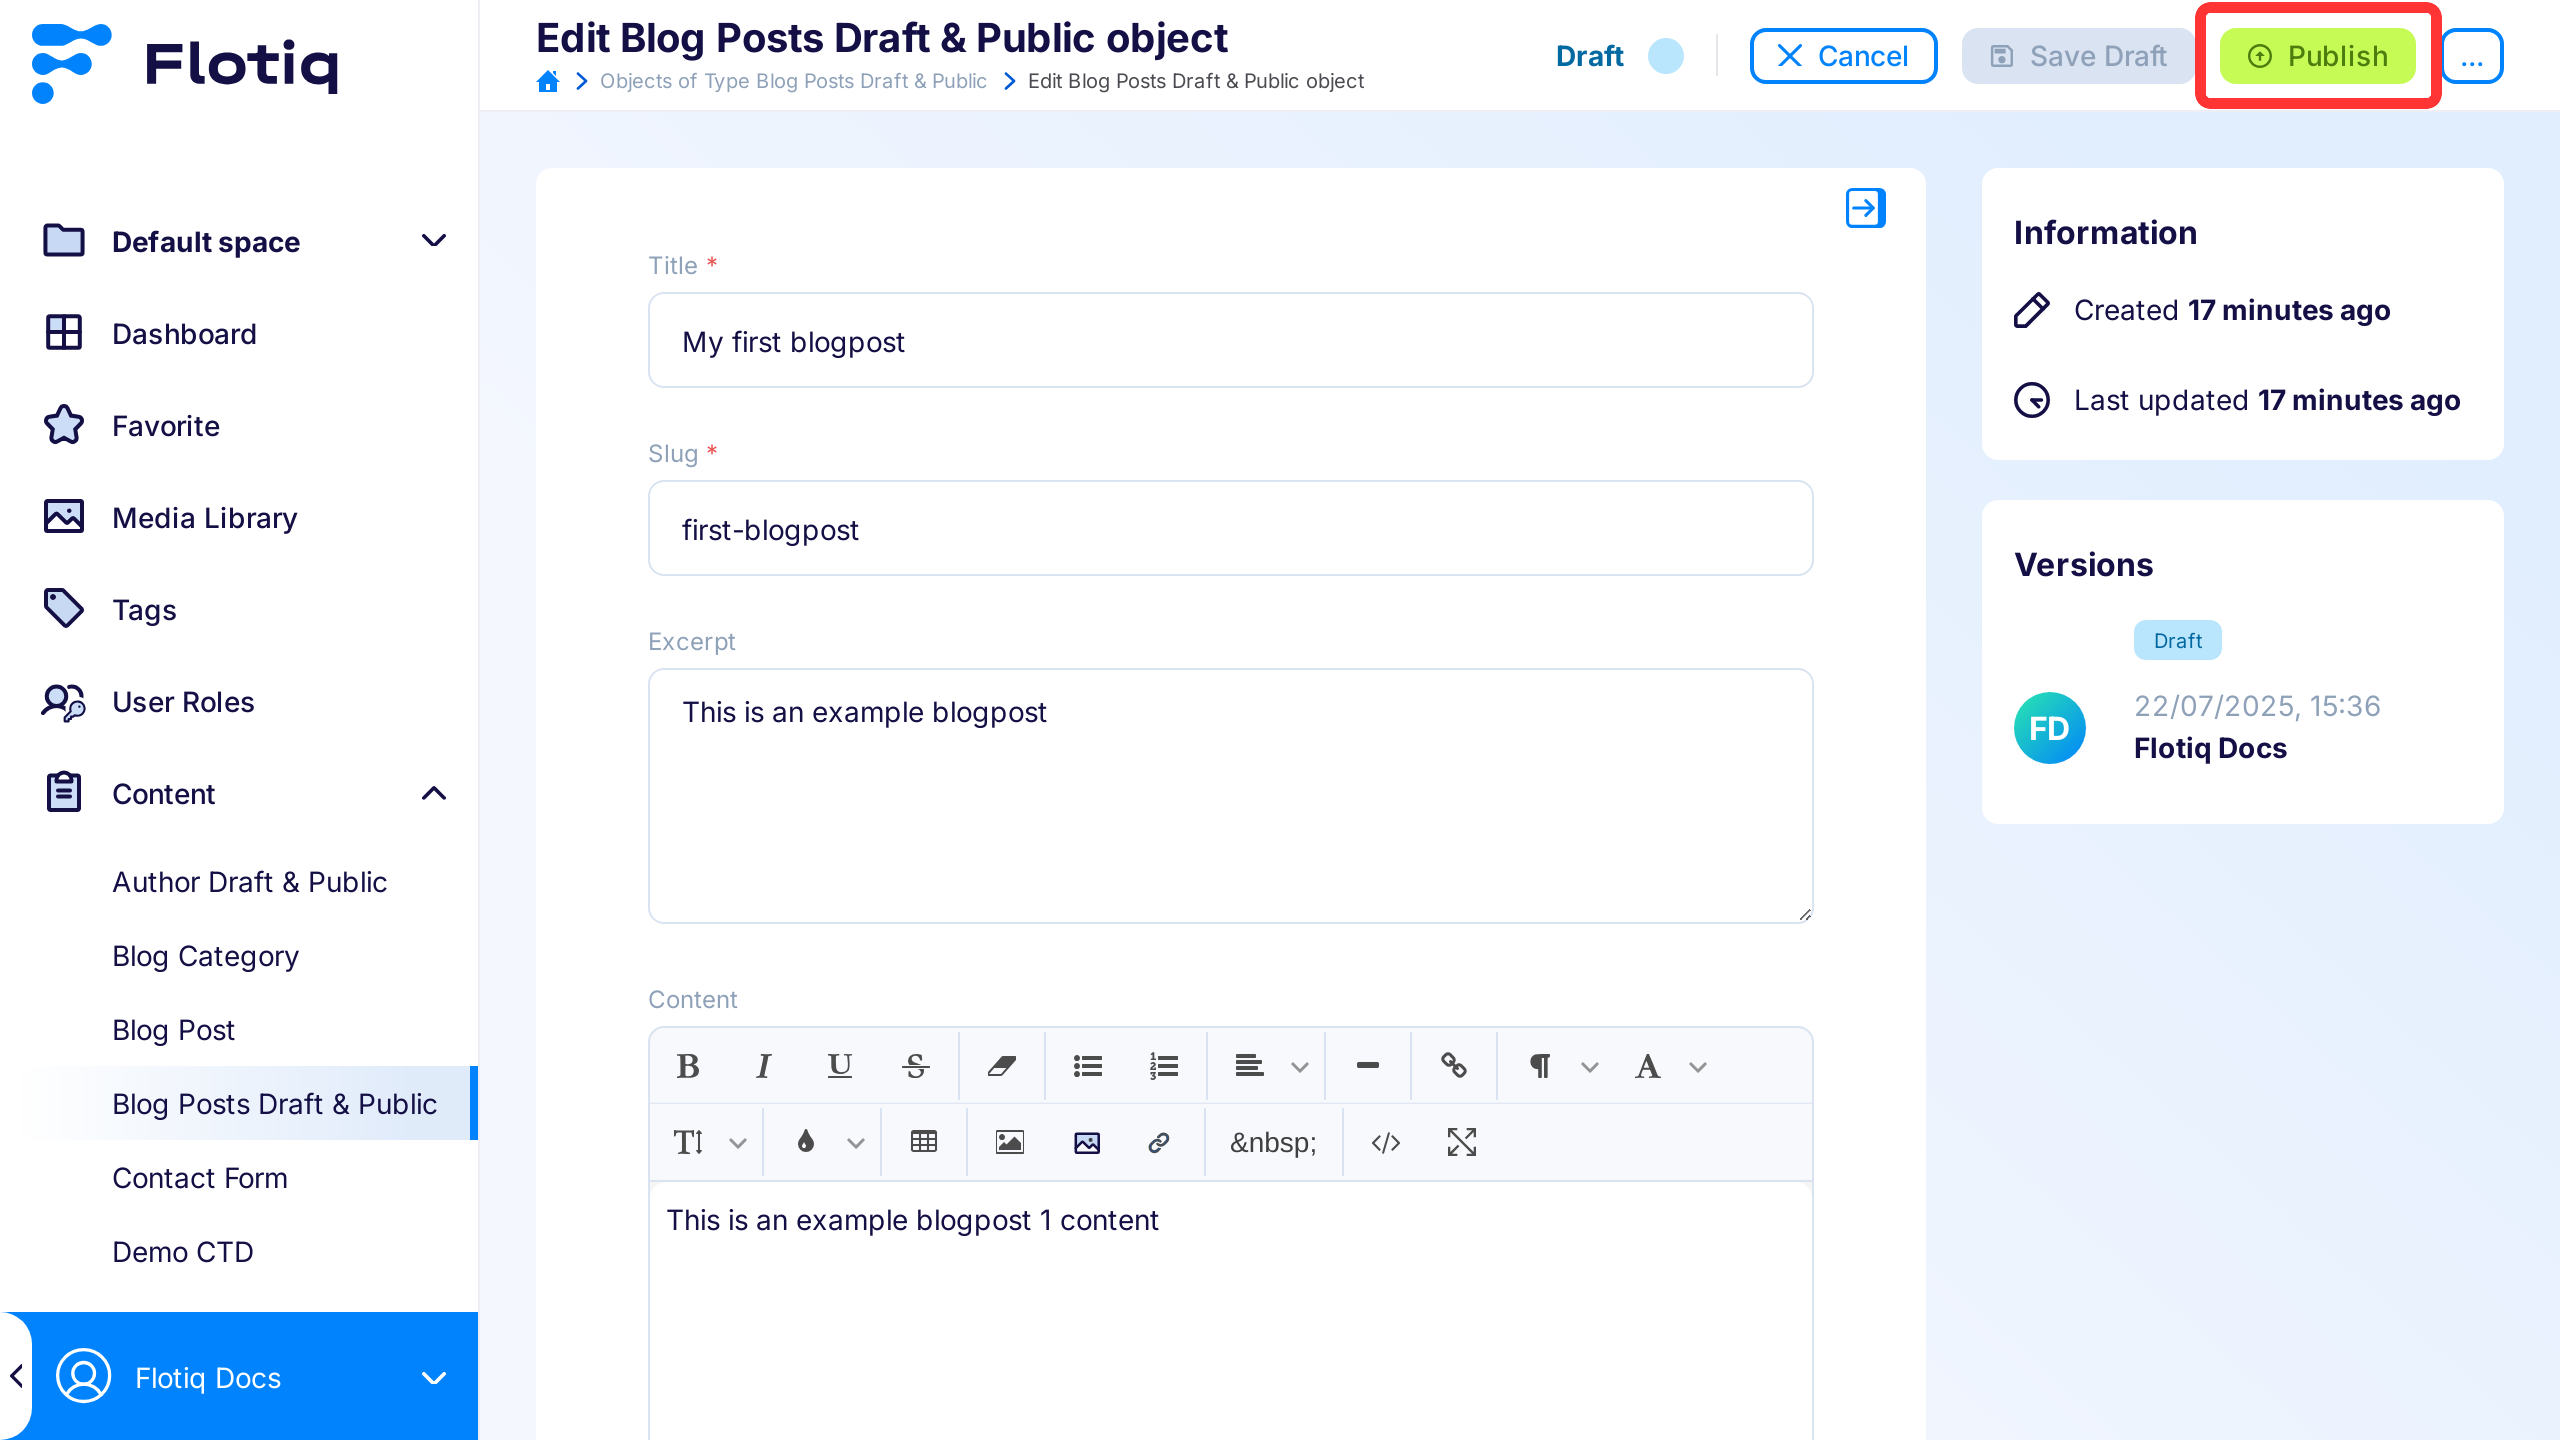 Flotiq
Default space
Dashboard
Favorite
Media Library
Tags
User Roles
Content
Author Draft & Public
Blog Category
Blog Post
Blog Posts Draft & Public
Contact Form
Demo CTD
Flotiq Docs
Edit Blog Posts Draft & Public object
Objects of Type Blog Posts Draft & Public Edit Blog Posts Draft & Public object
Draft
Cancel
Save Draft
Publish
...
Title *
My first blogpost
Slug *
first-blogpost
Excerpt
This is an example blogpost
Content
&nbsp;
This is an example blogpost 1 content
Information
Created 17 minutes ago
Last updated 17 minutes ago
Versions
Draft
FD
22/07/2025, 15:36
Flotiq Docs